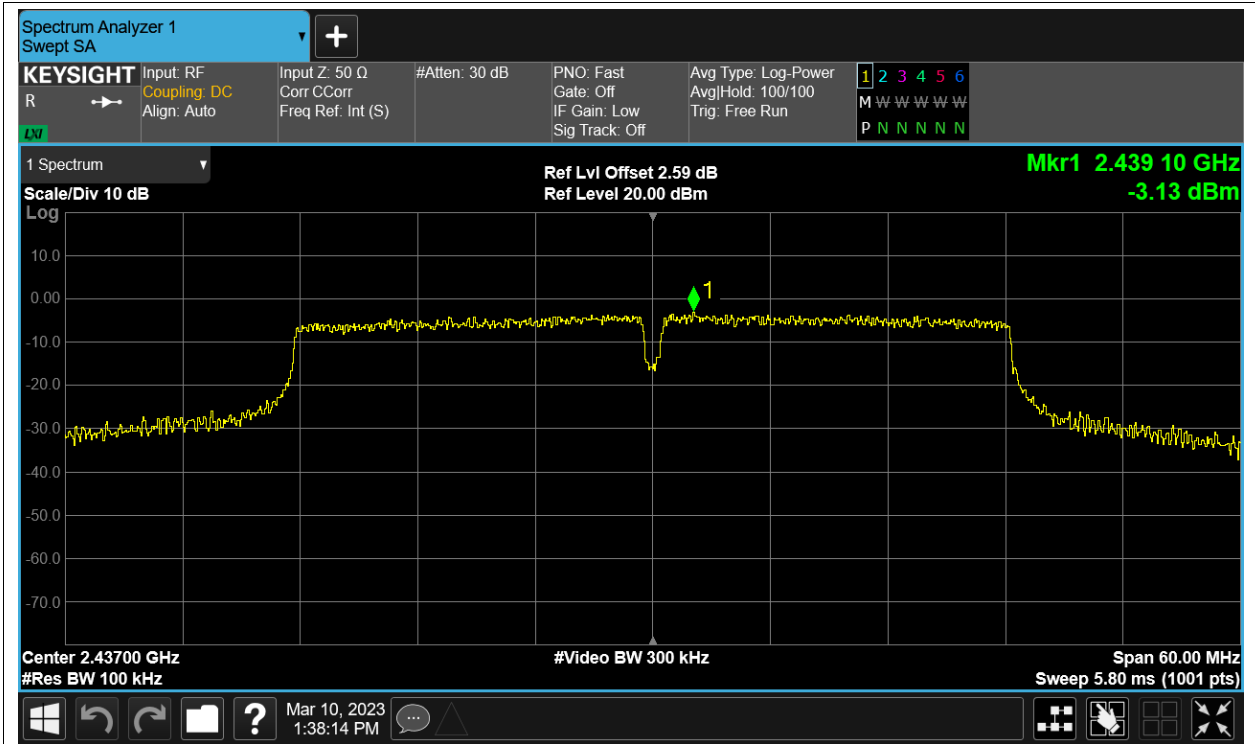 Spectrum Analyzer 1
Swept SA
KEYSIGHT
R
LXI
Input: RF
Coupling: DC
Align: Auto
Input Z: 50 Ω
Corr CCorr
Freq Ref: Int (S)
#Atten: 30 dB
PNO: Fast
Gate: Off
IF Gain: Low
Sig Track: Off
Avg Type: Log-Power
Avg|Hold: 100/100
Trig: Free Run
1 2 3 4 5 6
M W W W W W W
P N N N N N
1 Spectrum
Scale/Div 10 dB
Ref Lvl Offset 2.59 dB
Ref Level 20.00 dBm
Mkr1 2.439 10 GHz
-3.13 dBm
Log
10.0
0.00
-10.0
-20.0
-30.0
-40.0
-50.0
-60.0
-70.0
1
Center 2.43700 GHz
#Res BW 100 kHz
#Video BW 300 kHz
Span 60.00 MHz
Sweep 5.80 ms (1001 pts)
?
Mar 10, 2023
1:38:14 PM